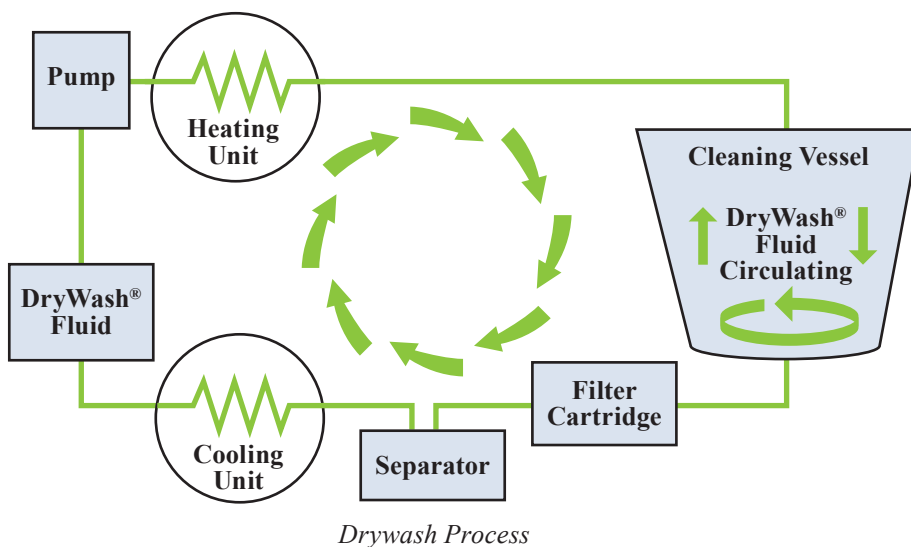 Pump
Heating
Unit
Cleaning Vessel
DryWash®
Fluid
Circulating
DryWash®
Fluid
Filter
Cartridge
Cooling
Unit
Separator
Drywash Process